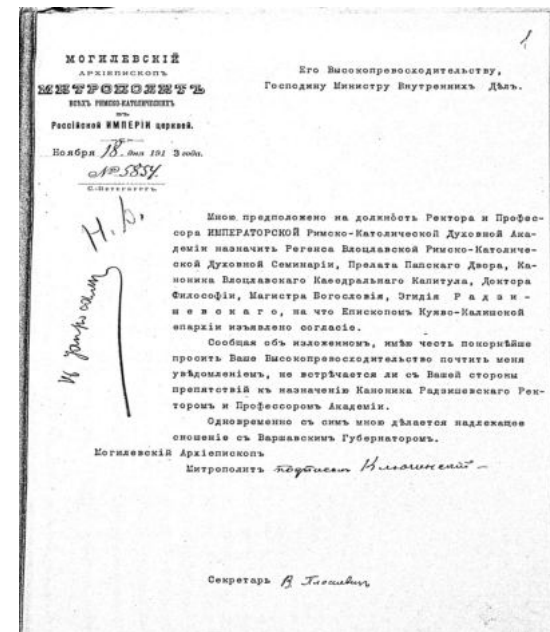 1
МОГИЛЕВСКІЙ
АРХІЕПИСКОПЪ
МИТРОПОЛИТЪ
ВСѢХЪ РИМСКО-КАТОЛИЧЕСКИХЪ
ВЪ
Россійской ИМПЕРІИ церквей.
Ноября 18 дня 1913 года.
№ 5854.
С.-Петербургъ.
Его Высокопревосходительству,
Господину Министру Внутреннихъ Дѣлъ.
Н. Б.
Мною предположено на должность Ректора и Профес-
сора ИМПЕРАТОРСКОЙ Римско-Католической Духовной Ака-
деміи назначить Регенса Влоцлавской Римско-Католиче-
ской Духовной Семинаріи, Прелата Папскаго Двора, Ка-
ноника Влоцлавскаго Каѳедральнаго Капитула, Доктора
Философіи, Магистра Богословія, Эгидія Радзи-
шевскаго, на что Епископомъ Куяво-Калишской
епархіи изъявлено согласіе.
Сообщая объ изложенномъ, имѣю честь покорнѣйше
просить Ваше Высокопревосходительство почтить меня
увѣдомленіемъ, не встрѣчается ли съ Вашей стороны
препятствій къ назначенію Каноника Радзишевскаго Рек-
торомъ и Профессоромъ Академіи.
Одновременно съ симъ мною дѣлается надлежащее
сношеніе съ Варшавскимъ Губернаторомъ.
Могилевскій Архіепископъ
Митрополитъ подписалъ Ключинскій
Секретарь В.